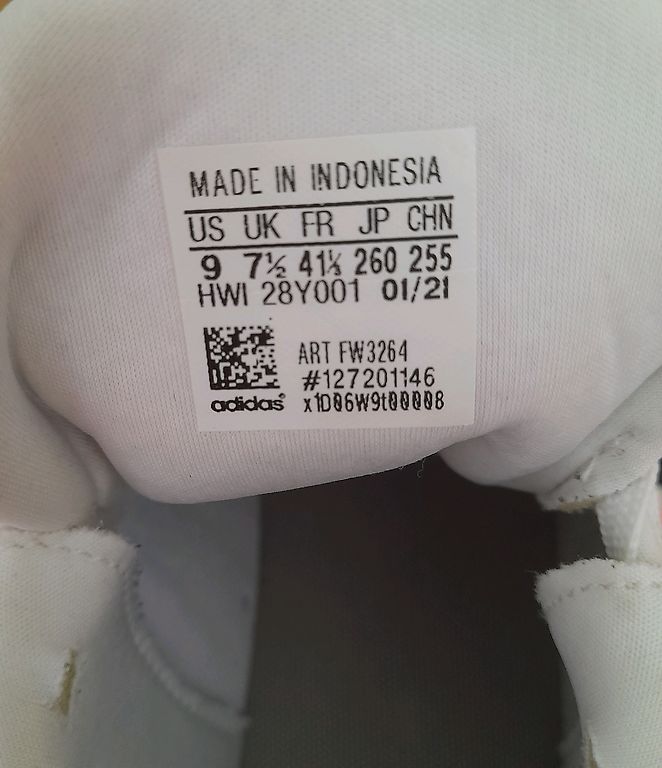 MADE IN INDONESIA
US UK FR JP CHN
9 7½ 41⅓ 260 255
HWI 28Y001 01/21
ART FW3264
#127201146
adidas®
x1D06W9t00008